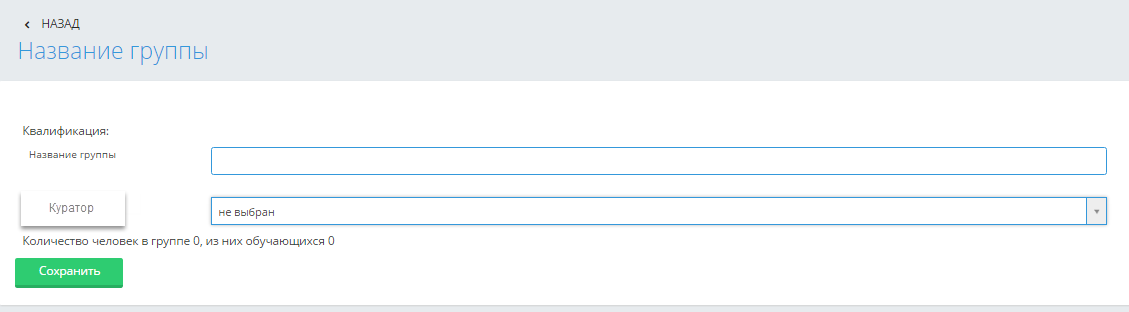 НАЗАД
Название группы
Квалификация:
Название группы
Куратор
не выбран
Количество человек в группе 0, из них обучающихся 0
Сохранить